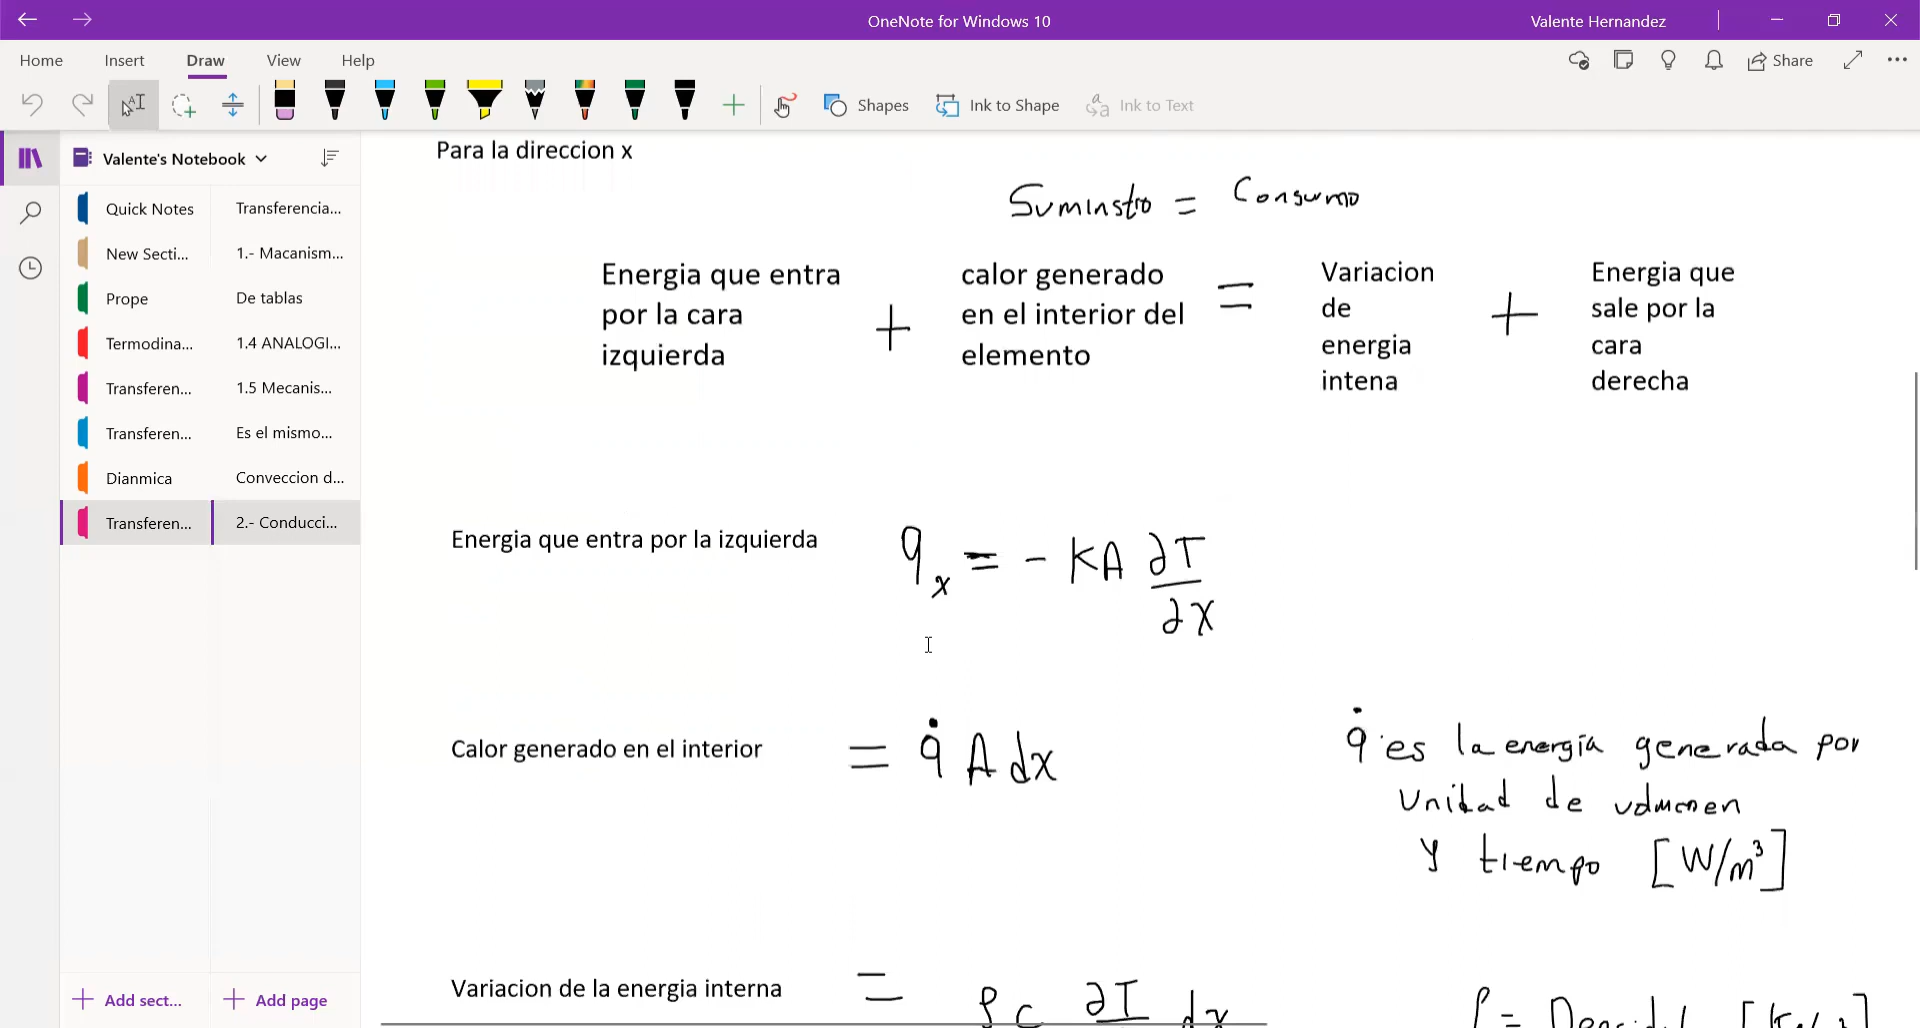 OneNote for Windows 10
Valente Hernandez
Home Insert Draw View Help
Share
Shapes
Ink to Shape
Ink to Text
Valente's Notebook
Quick Notes
New Secti...
Prope
Termodina...
Transferen...
Transferen...
Dianmica
Transferen...
Add sect...
Transferencia...
1.- Macanism...
De tablas
1.4 ANALOGI...
1.5 Mecanis...
Es el mismo...
Conveccion d...
2.- Conducci...
Add page
Para la direccion x
Suminstro = Consumo
Energia que entra
por la cara
izquierda
+
calor generado
en el interior del
elemento
=
Variacion
de
energia
intena
+
Energia que
sale por la
cara
derecha
Energia que entra por la izquierda
qₓ = - KA ∂T/∂x
Calor generado en el interior
= q̇ A dx
q̇ es la energía generada por
unidad de volumen
y tiempo [W/m³]
Variacion de la energia interna
= ρ c ∂T dx
ρ = Densidad